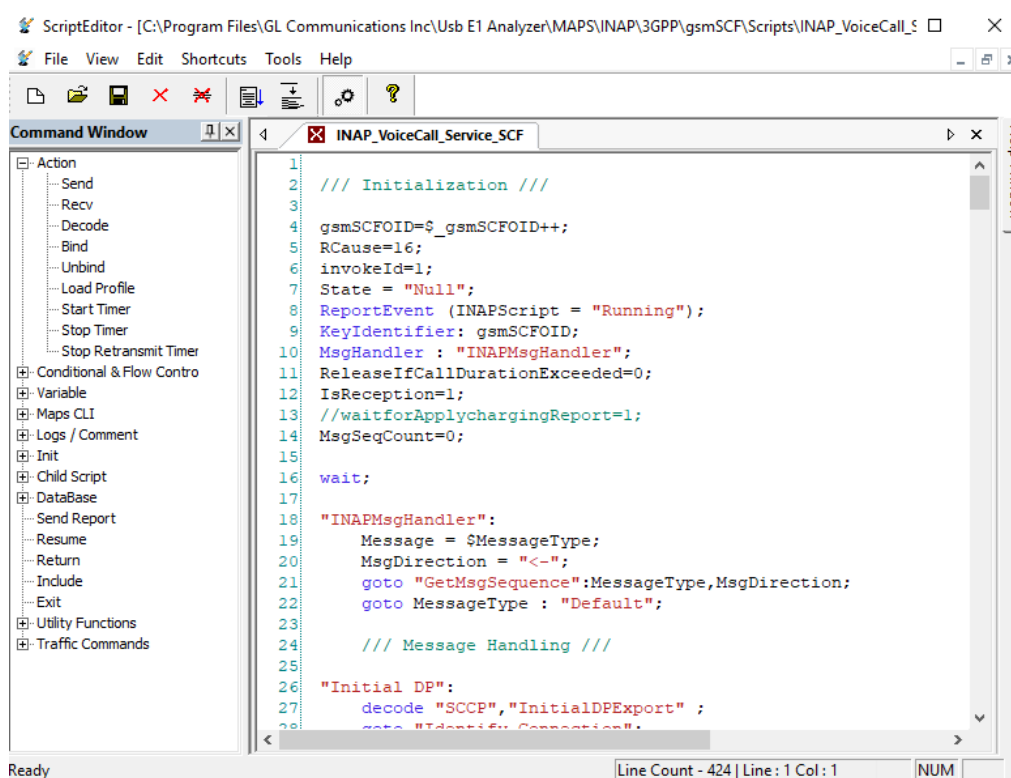 ScriptEditor - [C:\Program Files\GL Communications Inc\Usb E1 Analyzer\MAPS\INAP\3GPP\gsmSCF\Scripts\INAP_VoiceCall_S
File View Edit Shortcuts Tools Help
Command Window
Action
Send
Recv
Decode
Bind
Unbind
Load Profile
Start Timer
Stop Timer
Stop Retransmit Timer
Conditional & Flow Contro
Variable
Maps CLI
Logs / Comment
Init
Child Script
DataBase
Send Report
Resume
Return
Include
Exit
Utility Functions
Traffic Commands
INAP_VoiceCall_Service_SCF
1
2 /// Initialization ///
3
4 gsmSCFOID=$_gsmSCFOID++;
5 RCause=16;
6 invokeId=1;
7 State = "Null";
8 ReportEvent (INAPScript = "Running");
9 KeyIdentifier: gsmSCFOID;
10 MsgHandler : "INAPMsgHandler";
11 ReleaseIfCallDurationExceeded=0;
12 IsReception=1;
13 //waitforApplychargingReport=1;
14 MsgSeqCount=0;
15
16 wait;
17
18 "INAPMsgHandler":
19 Message = $MessageType;
20 MsgDirection = "<-";
21 goto "GetMsgSequence":MessageType,MsgDirection;
22 goto MessageType : "Default";
23
24 /// Message Handling ///
25
26 "Initial DP":
27 decode "SCCP","InitialDPExport" ;
28 goto "Identify Connection":
Ready
Line Count - 424 | Line : 1 Col : 1
NUM